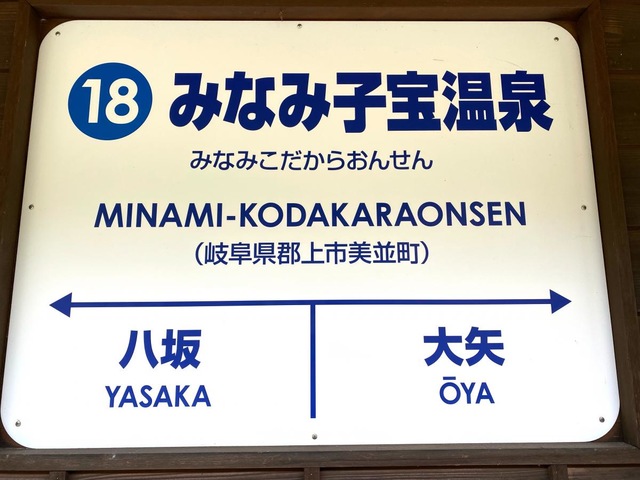 18 みなみ子宝温泉
みなみこだからおんせん
MINAMI-KODAKARAONSEN
（岐阜県郡上市美並町）
八坂 大矢
YASAKA ŌYA